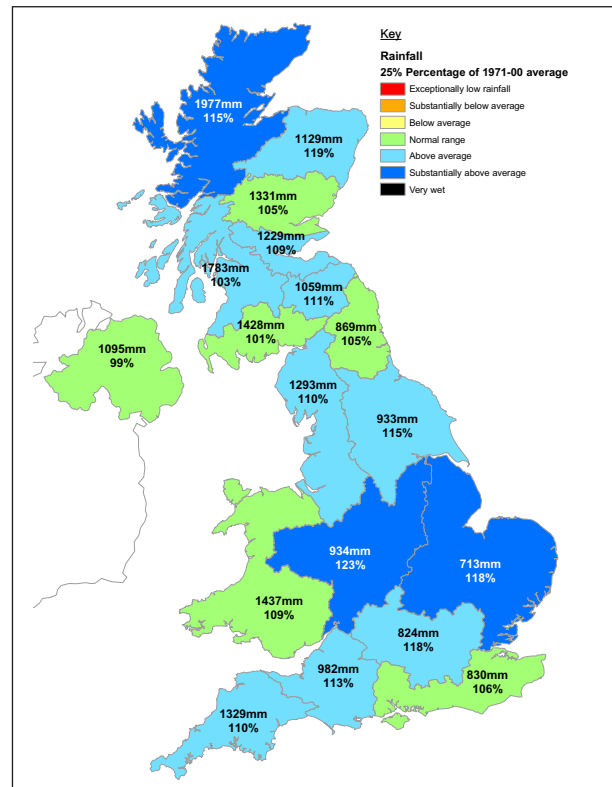 Key
Rainfall
25% Percentage of 1971-00 average
Exceptionally low rainfall
Substantially below average
Below average
Normal range
Above average
Substantially above average
Very wet
1977mm
115%
1129mm
119%
1331mm
105%
1229mm
109%
1783mm
103%
1059mm
111%
1428mm
101%
869mm
105%
1095mm
99%
1293mm
110%
933mm
115%
934mm
123%
713mm
118%
1437mm
109%
824mm
118%
982mm
113%
830mm
106%
1329mm
110%